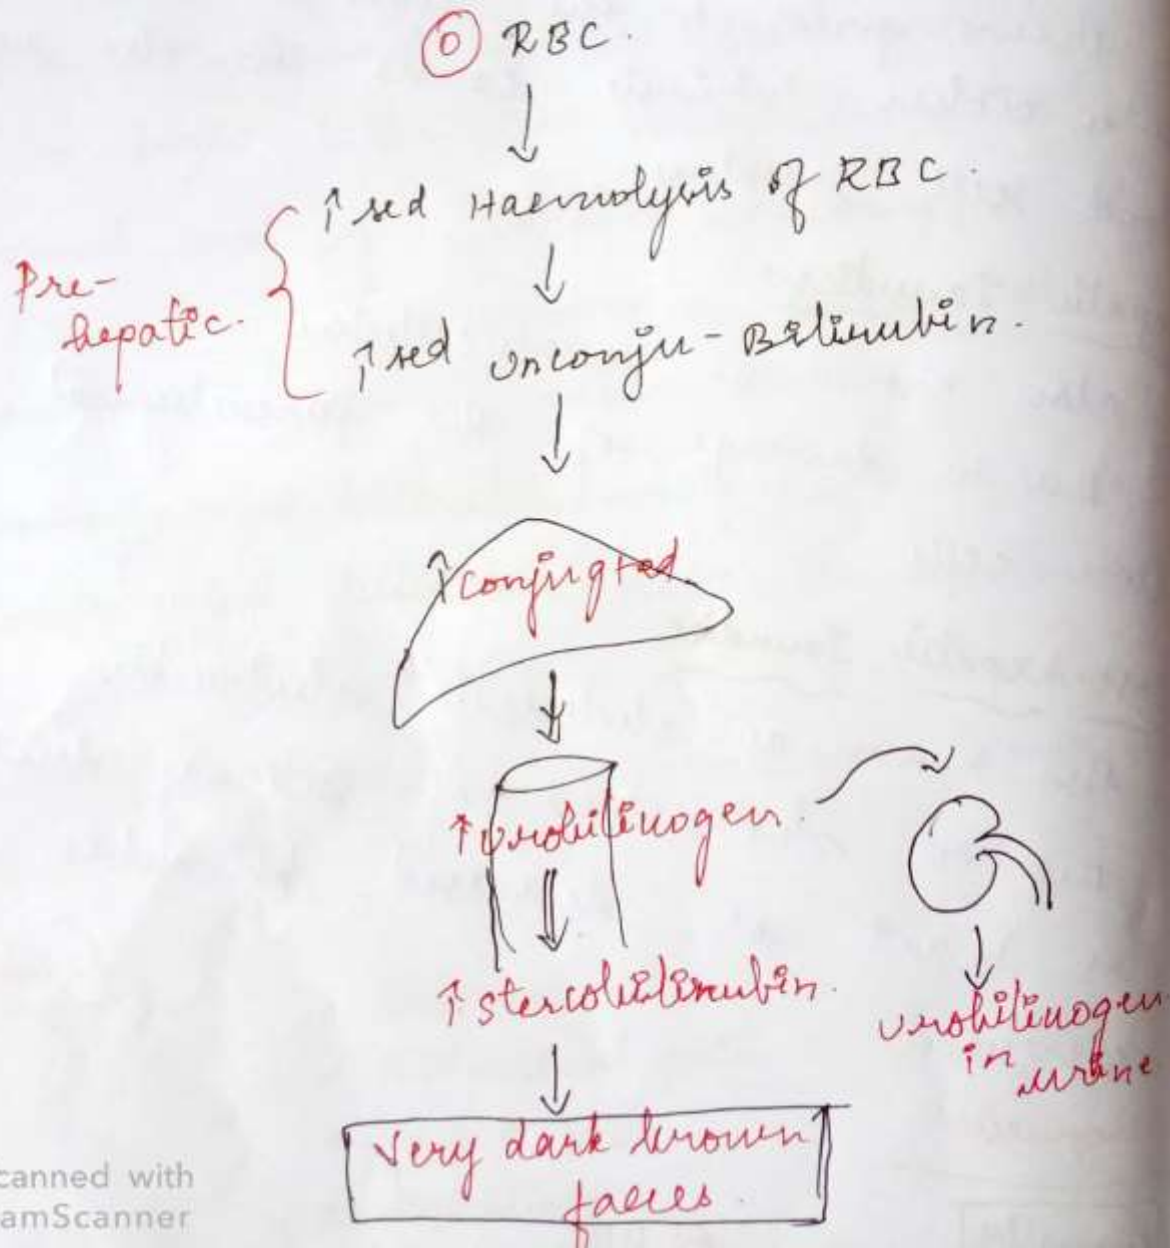 6 RBC.
↑sed Haemolysis of RBC.
Pre-
hepatic.
↑sed Unconju - Bilirubin.
↑ Conjugted
↑ urobilinogen.
↑ Stercobilirubin.
urobilinogen
in
urine
Very dark brown
faeces.
canned with
amScanner